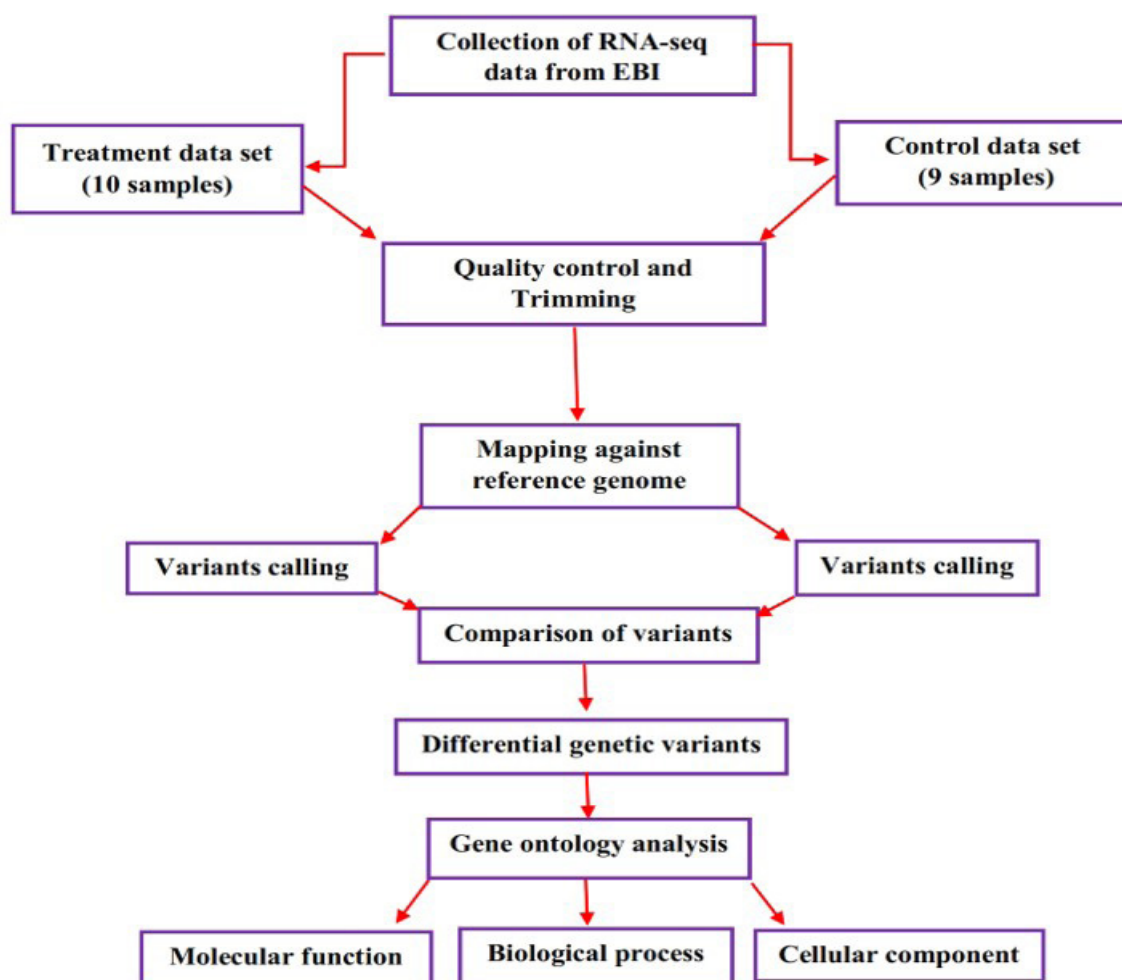 Collection of RNA-seq
data from EBI
Treatment data set
(10 samples)
Control data set
(9 samples)
Quality control and
Trimming
Mapping against
reference genome
Variants calling
Variants calling
Comparison of variants
Differential genetic variants
Gene ontology analysis
Molecular function
Biological process
Cellular component